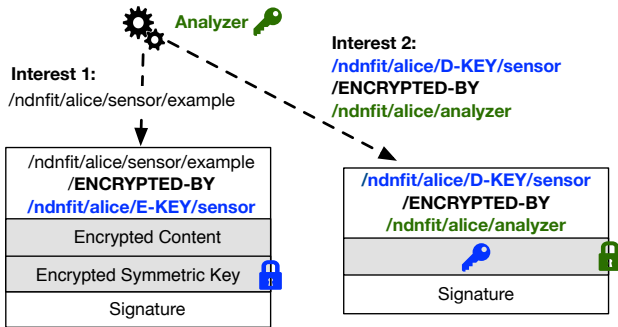 Analyzer
Interest 1:
/ndnfit/alice/sensor/example
Interest 2:
/ndnfit/alice/D-KEY/sensor
/ENCRYPTED-BY
/ndnfit/alice/analyzer
/ndnfit/alice/sensor/example
/ENCRYPTED-BY
/ndnfit/alice/E-KEY/sensor
Encrypted Content
Encrypted Symmetric Key
Signature
/ndnfit/alice/D-KEY/sensor
/ENCRYPTED-BY
/ndnfit/alice/analyzer
Signature